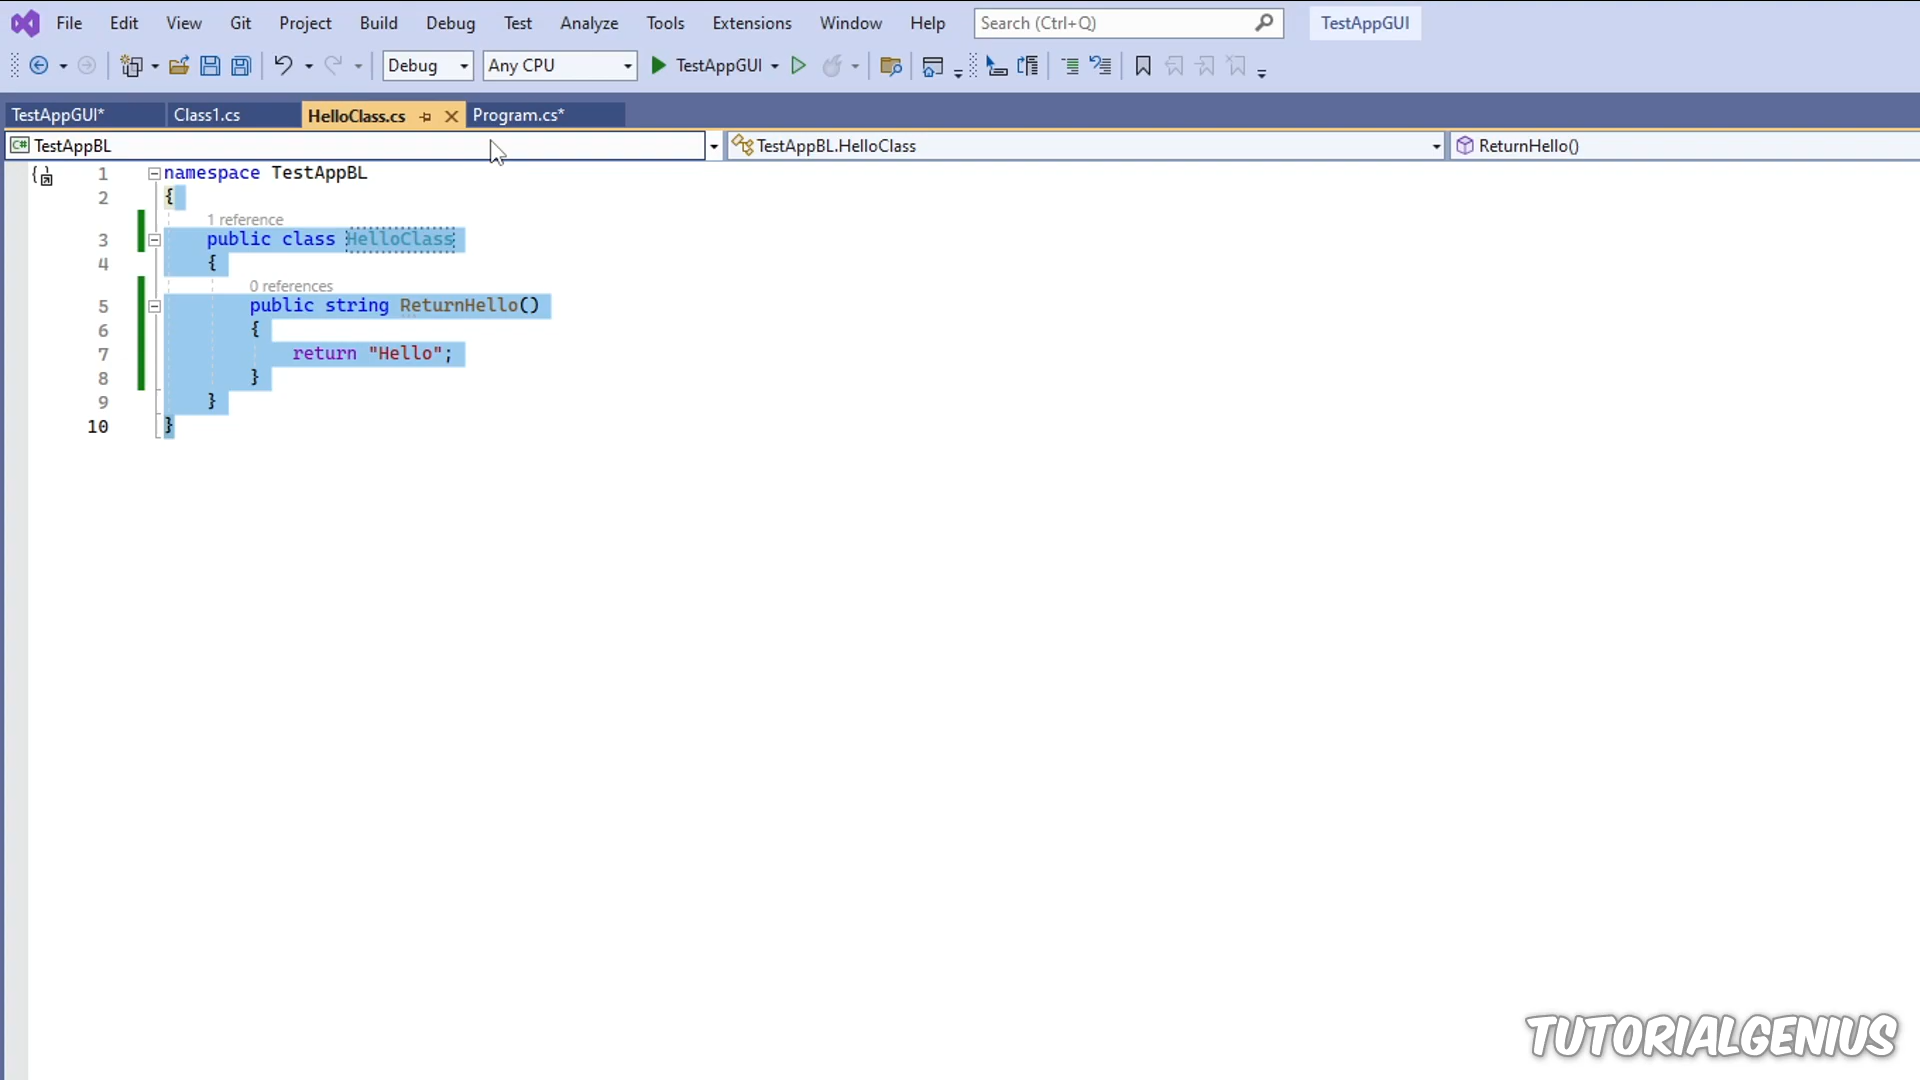 File Edit View Git Project Build Debug Test Analyze Tools Extensions Window Help Search (Ctrl+Q) TestAppGUI
Debug Any CPU TestAppGUI
TestAppGUI* Class1.cs HelloClass.cs Program.cs*
C# TestAppBL TestAppBL.HelloClass ReturnHello()
1 namespace TestAppBL
2 {
1 reference
3 public class HelloClass
4 {
0 references
5 public string ReturnHello()
6 {
7 return "Hello";
8 }
9 }
10 }
TUTORIALGENIUS